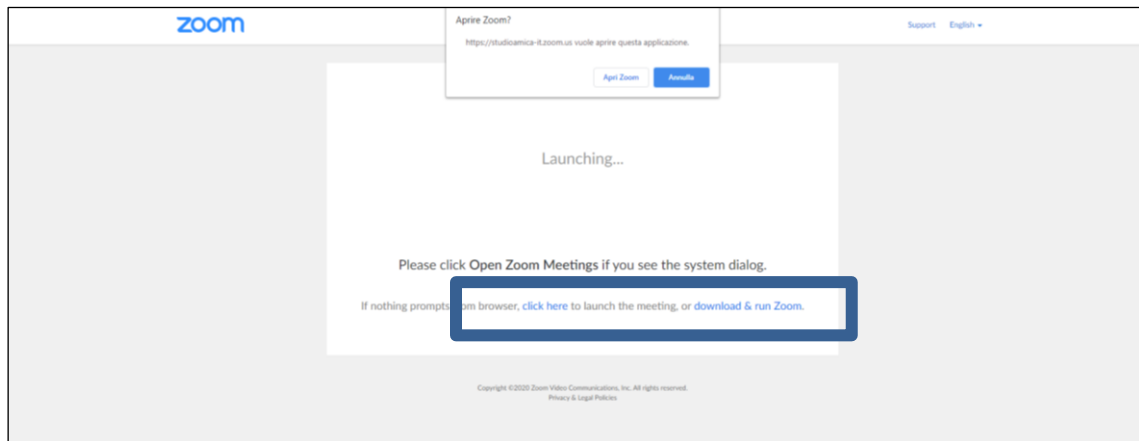 zoom
Aprire Zoom?
https://studioamica-it.zoom.us vuole aprire questa applicazione.
Apri Zoom Annulla
Support English
Launching...
Please click Open Zoom Meetings if you see the system dialog.
If nothing prompts from browser, click here to launch the meeting, or download & run Zoom.
Copyright ©2020 Zoom Video Communications, Inc. All rights reserved.
Privacy & Legal Policies